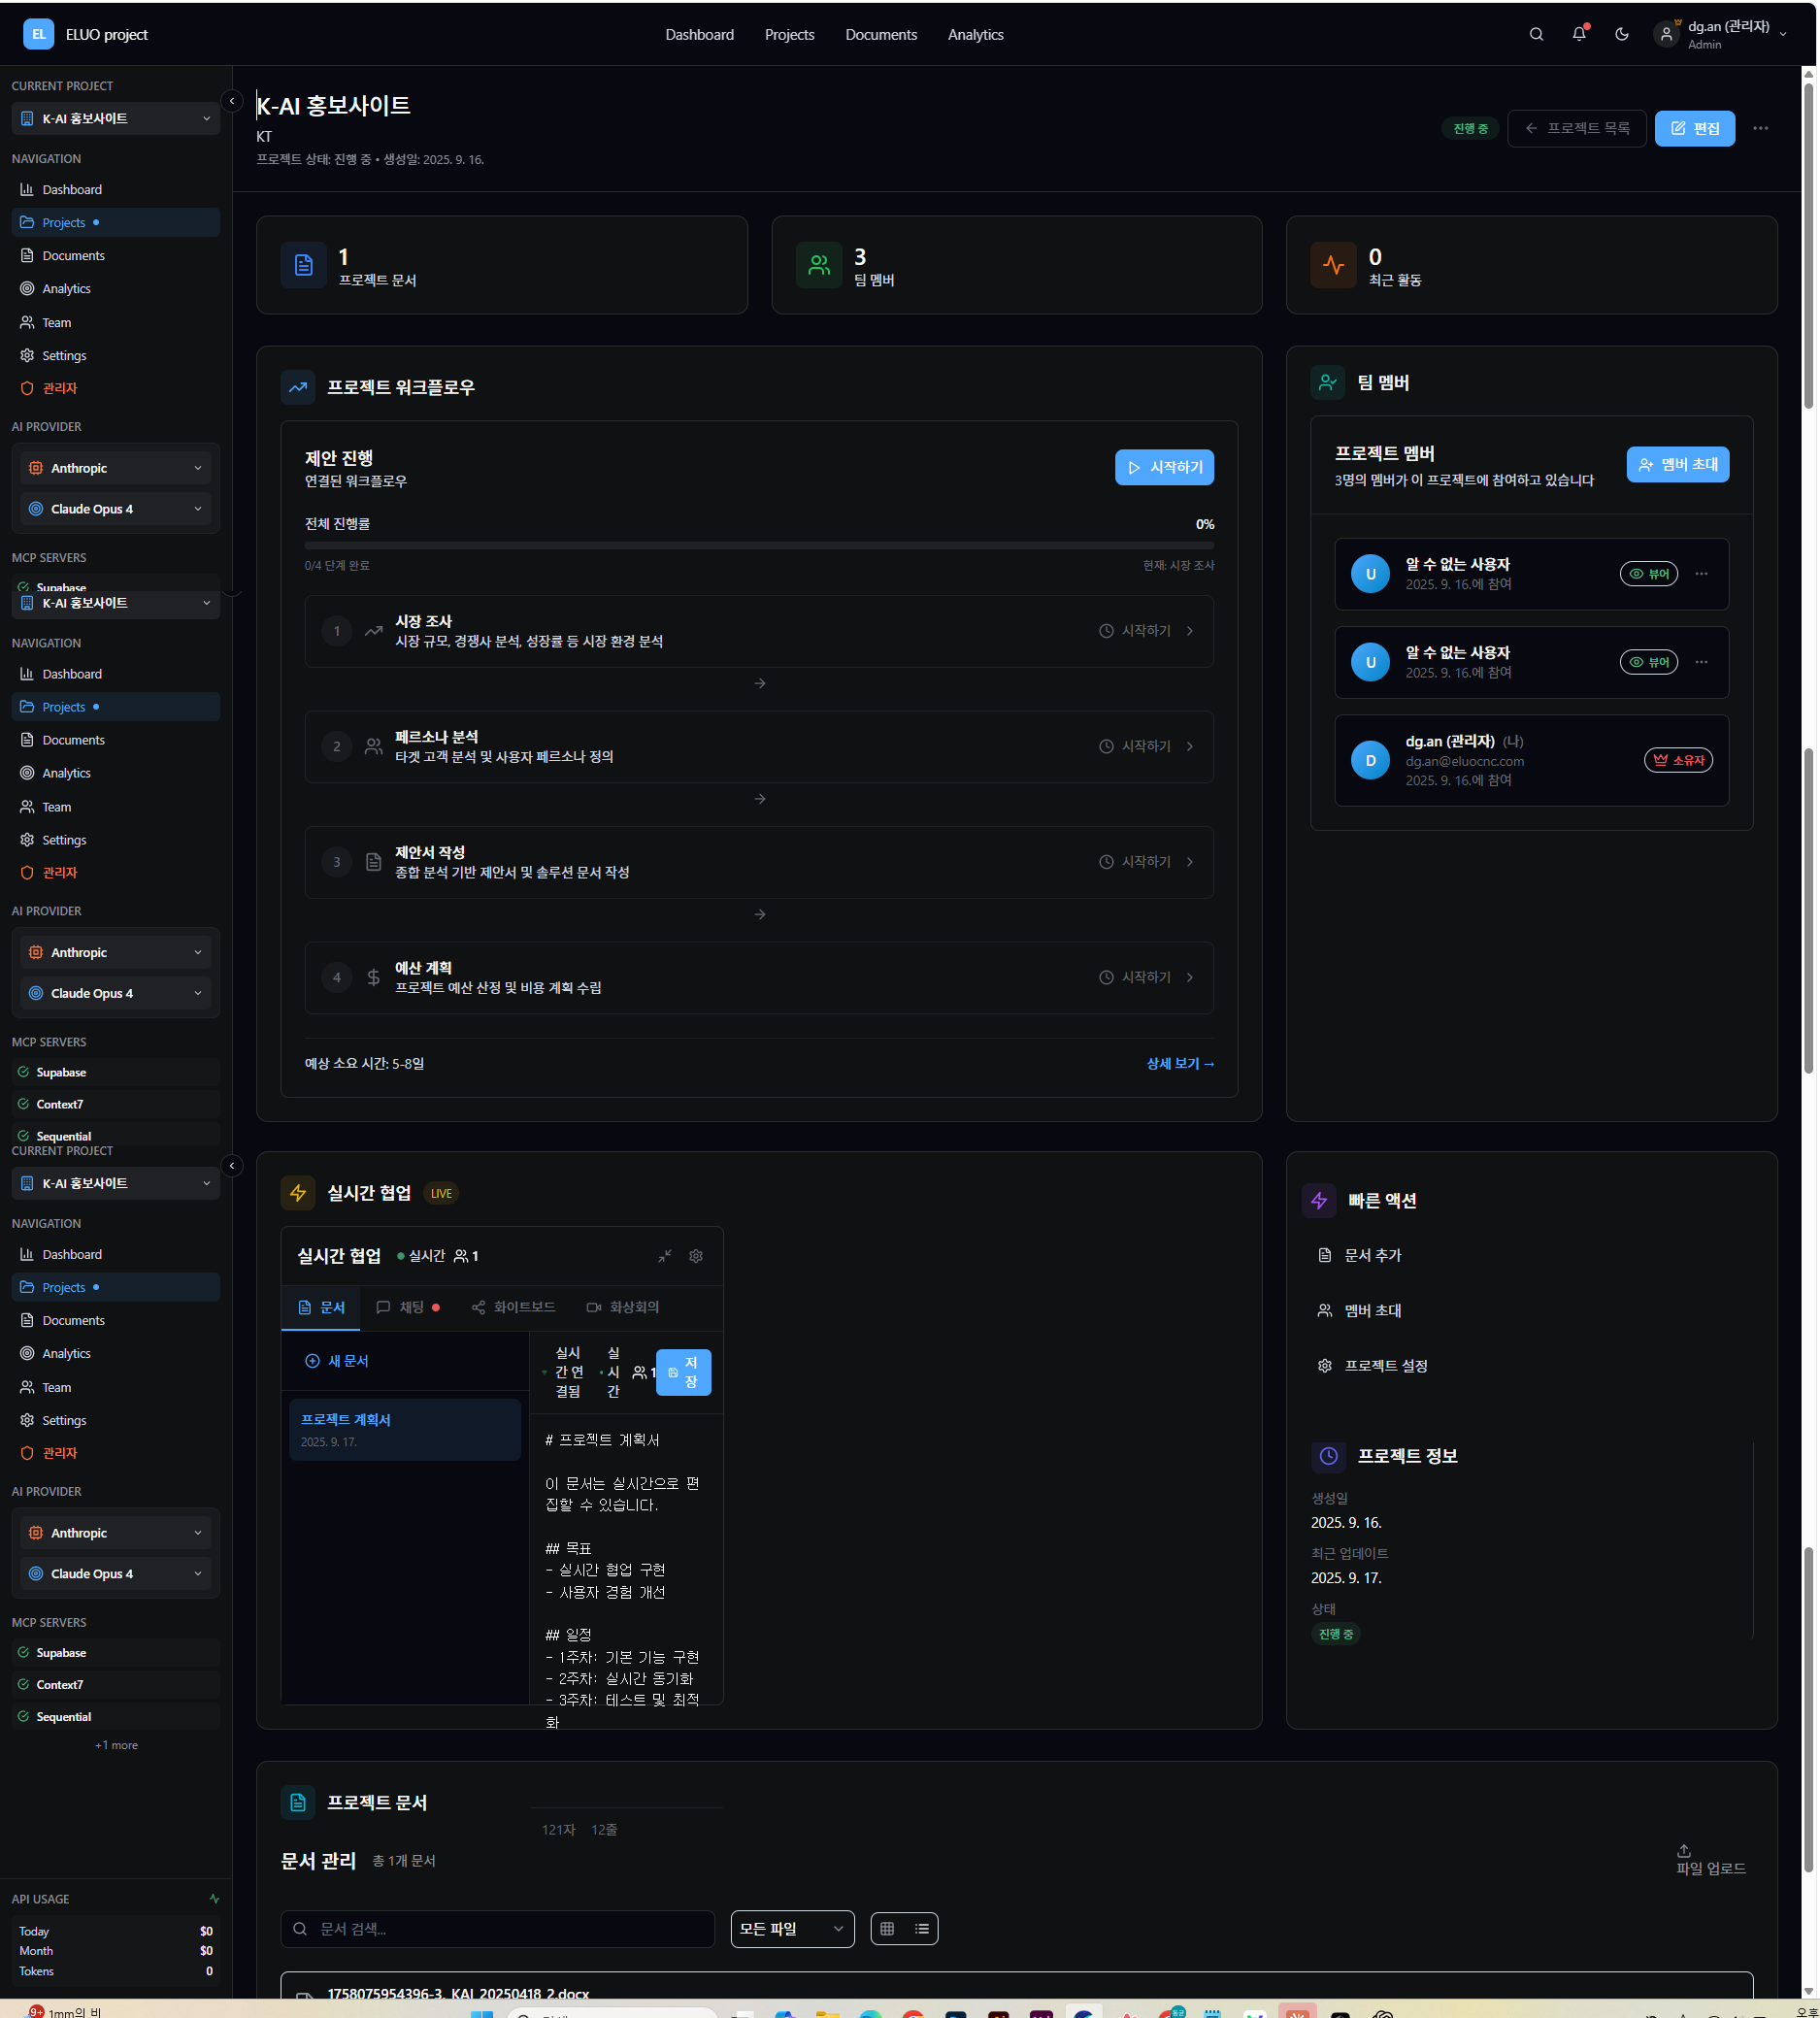 EL ELUO project
Dashboard Projects Documents Analytics
dg.an (관리자)
Admin
CURRENT PROJECT
K-AI 홍보사이트
NAVIGATION
Dashboard
Projects
Documents
Analytics
Team
Settings
관리자
AI PROVIDER
Anthropic
Claude Opus 4
MCP SERVERS
Supabase
K-AI 홍보사이트
NAVIGATION
Dashboard
Projects
Documents
Analytics
Team
Settings
관리자
AI PROVIDER
Anthropic
Claude Opus 4
MCP SERVERS
Supabase
Context7
Sequential
CURRENT PROJECT
K-AI 홍보사이트
NAVIGATION
Dashboard
Projects
Documents
Analytics
Team
Settings
관리자
AI PROVIDER
Anthropic
Claude Opus 4
MCP SERVERS
Supabase
Context7
Sequential
+1 more
API USAGE
Today $0
Month $0
Tokens 0
K-AI 홍보사이트
KT
프로젝트 상태: 진행 중 • 생성일: 2025. 9. 16.
진행 중 ← 프로젝트 목록 편집
1
프로젝트 문서
3
팀 멤버
0
최근 활동
프로젝트 워크플로우
제안 진행
연결된 워크플로우
시작하기
전체 진행률 0%
0/4 단계 완료 현재: 시장 조사
1 시장 조사
시장 규모, 경쟁사 분석, 성장률 등 시장 환경 분석
시작하기
→
2 페르소나 분석
타겟 고객 분석 및 사용자 페르소나 정의
시작하기
→
3 제안서 작성
종합 분석 기반 제안서 및 솔루션 문서 작성
시작하기
→
4 예산 계획
프로젝트 예산 산정 및 비용 계획 수립
시작하기
예상 소요 시간: 5-8일 상세 보기 →
팀 멤버
프로젝트 멤버
3명의 멤버가 이 프로젝트에 참여하고 있습니다
멤버 초대
U 알 수 없는 사용자
2025. 9. 16.에 참여
뷰어
U 알 수 없는 사용자
2025. 9. 16.에 참여
뷰어
D dg.an (관리자) (나)
dg.an@eluocnc.com
2025. 9. 16.에 참여
소유자
실시간 협업 LIVE
실시간 협업 실시간 1
문서 채팅 화이트보드 화상회의
새 문서
프로젝트 계획서
2025. 9. 17.
실시
간 연
결됨
실
시
간
1
저
장
# 프로젝트 계획서
이 문서는 실시간으로 편
집할 수 있습니다.
## 목표
- 실시간 협업 구현
- 사용자 경험 개선
## 일정
- 1주차: 기본 기능 구현
- 2주차: 실시간 동기화
- 3주차: 테스트 및 최적
화
121자 12줄
빠른 액션
문서 추가
멤버 초대
프로젝트 설정
프로젝트 정보
생성일
2025. 9. 16.
최근 업데이트
2025. 9. 17.
상태
진행 중
프로젝트 문서
문서 관리 총 1개 문서
파일 업로드
문서 검색...
모든 파일
1758075954396-3._KAI_20250418_2.docx
9+ 1mm의 비
오후